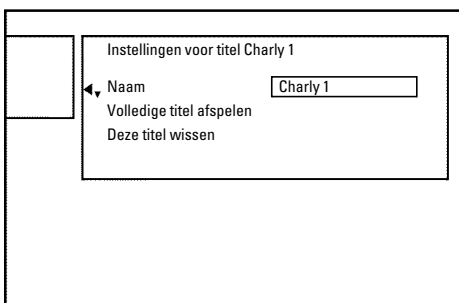 Instellingen voor titel Charly 1
Naam Charly 1
Volledige titel afspelen
Deze titel wissen